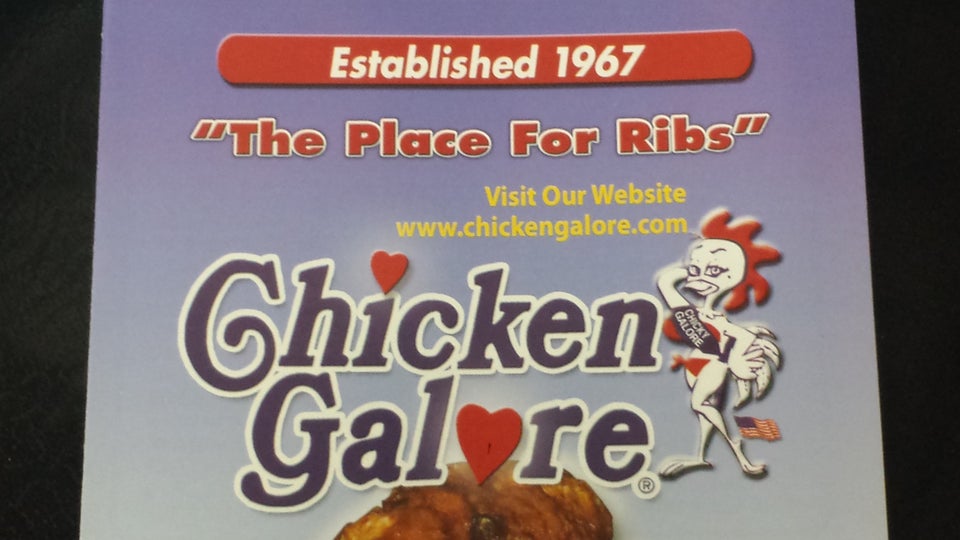 Established 1967
"The Place For Ribs"
Visit Our Website
www.chickengalore.com
Chicken
Galore®
CHICKY
GALORE